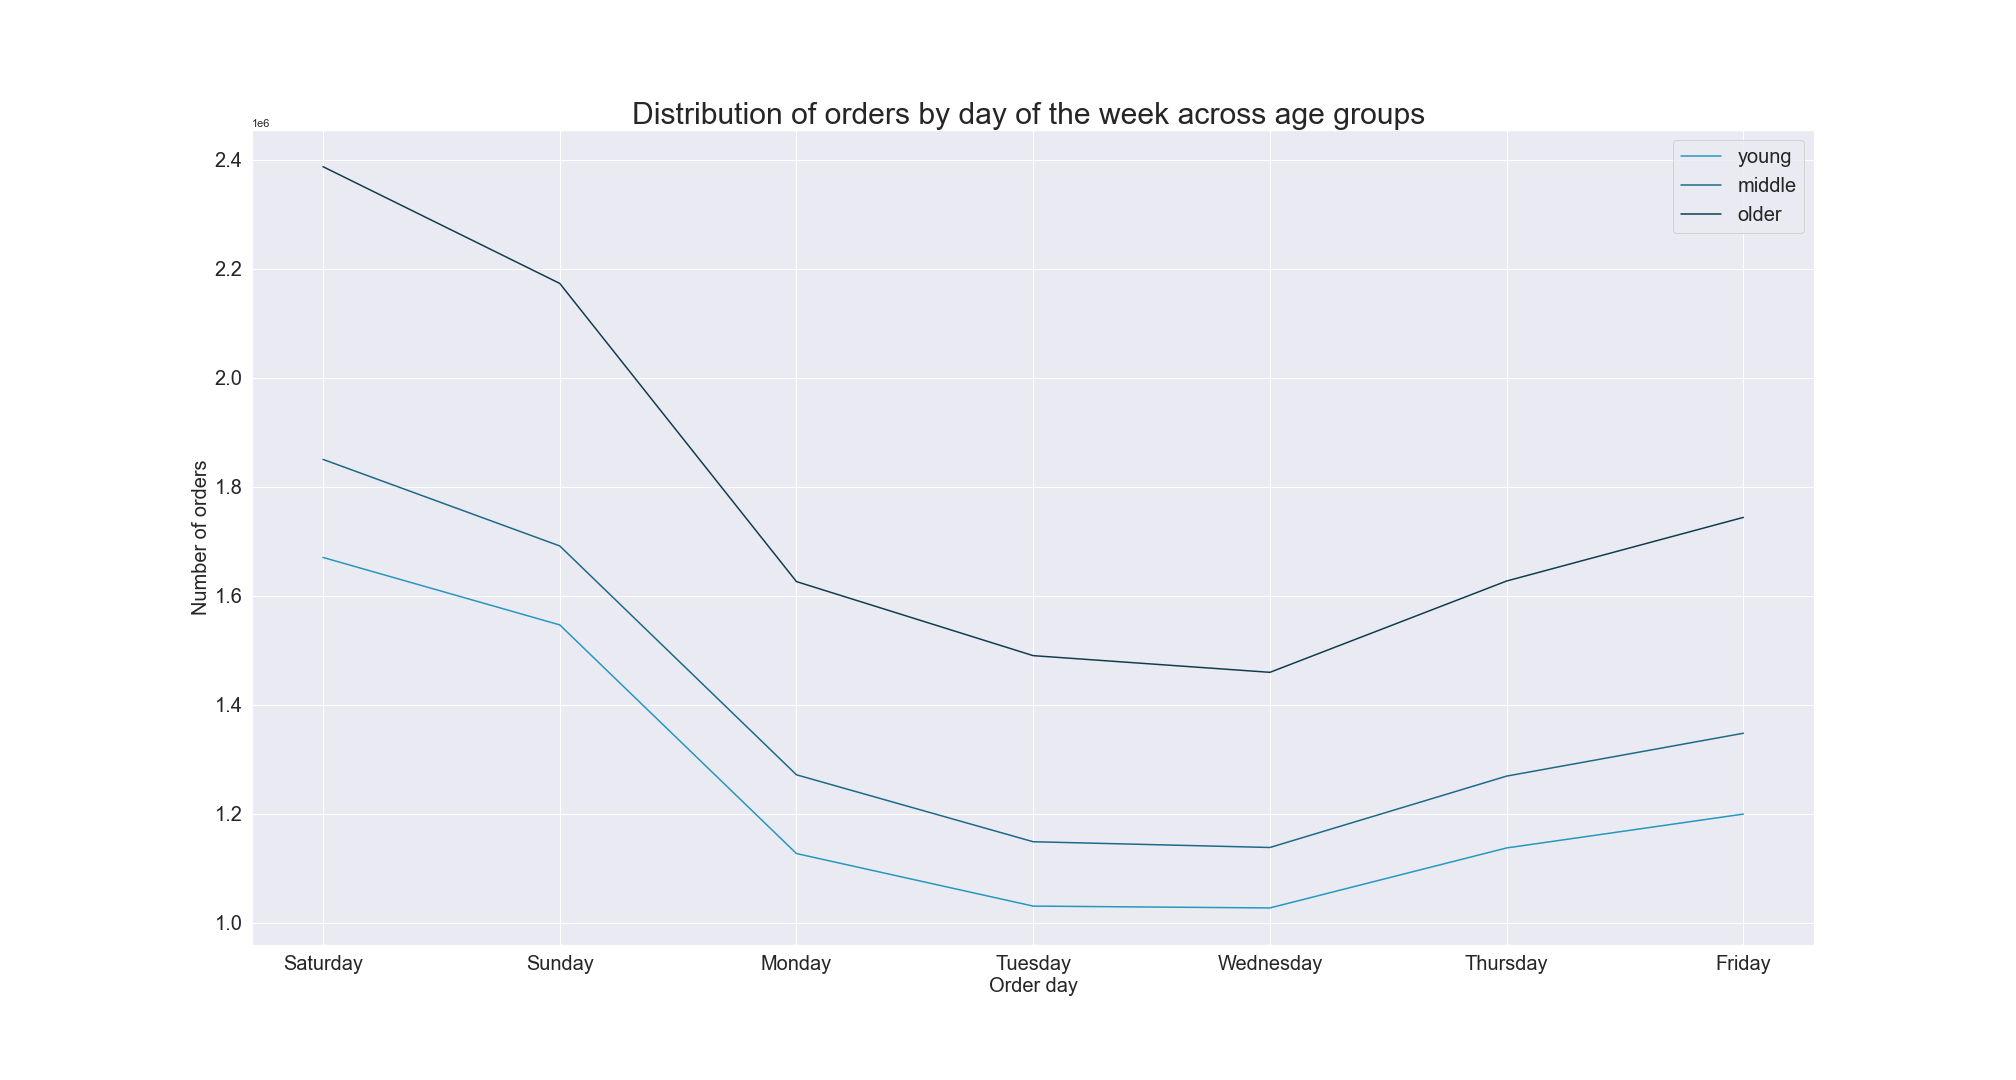 Distribution of orders by day of the week across age groups
1e6
young
middle
older
2.4
2.2
2.0
1.8
1.6
1.4
1.2
1.0
Number of orders
Saturday Sunday Monday Tuesday Wednesday Thursday Friday
Order day